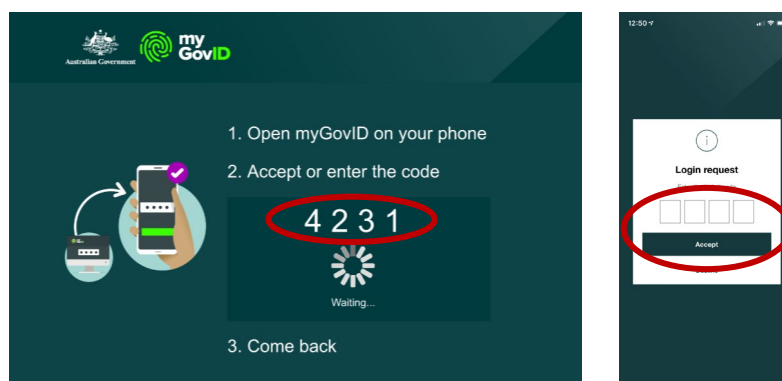 Australian Government
my
GovID
1. Open myGovID on your phone
2. Accept or enter the code
4 2 3 1
Waiting...
3. Come back
12:50
Login request
Accept